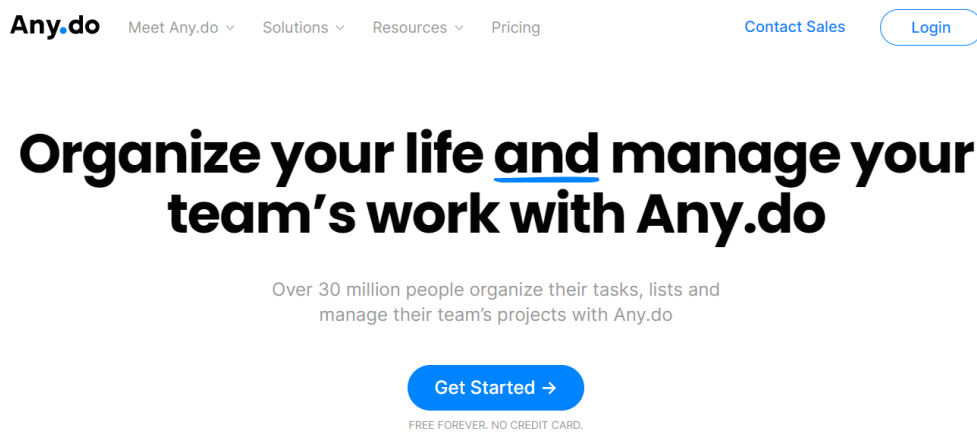 Any.do Meet Any.do Solutions Resources Pricing Contact Sales Login
Organize your life and manage your
team’s work with Any.do
Over 30 million people organize their tasks, lists and
manage their team’s projects with Any.do
Get Started →
FREE FOREVER. NO CREDIT CARD.